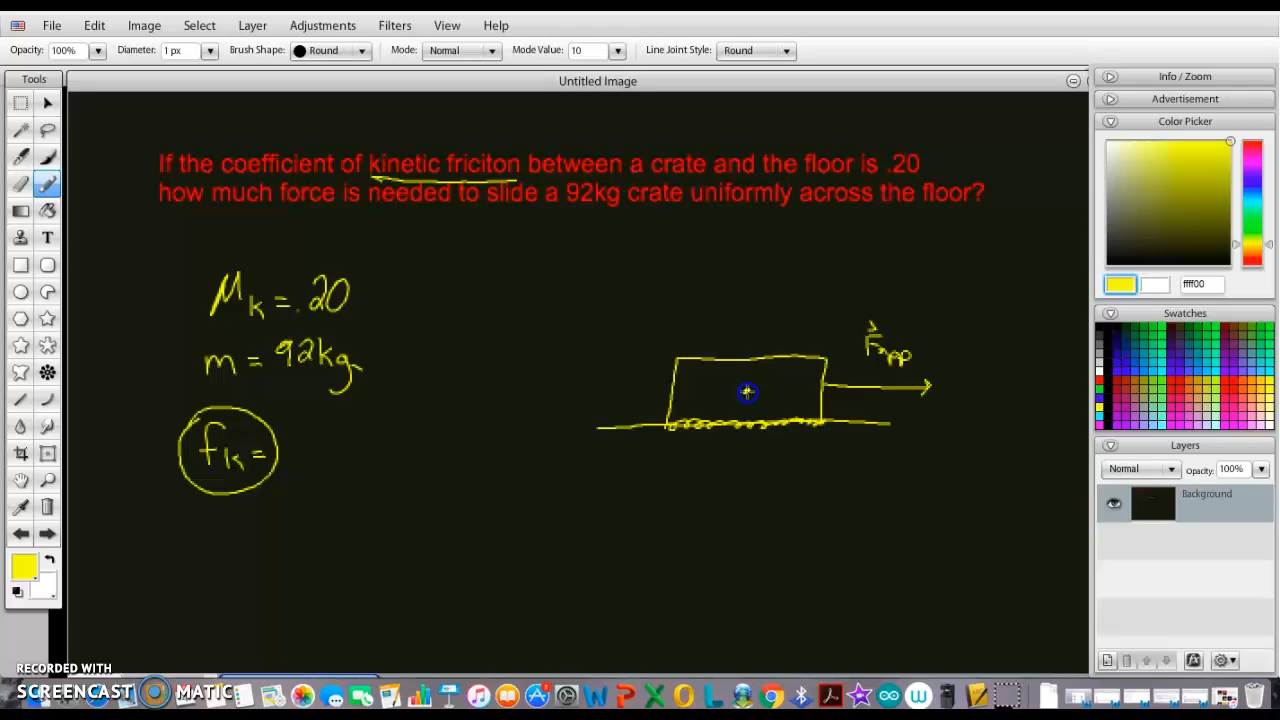 File Edit Image Select Layer Adjustments Filters View Help
Opacity: 100% Diameter: 1 px Brush Shape: Round Mode: Normal Mode Value: 10 Line Joint Style: Round
Tools
Untitled Image
Info / Zoom
Advertisement
Color Picker
If the coefficient of kinetic friciton between a crate and the floor is .20
how much force is needed to slide a 92kg crate uniformly across the floor?
μk = .20
m = 92kg
fk =
Fapp
ffff00
Swatches
Layers
Normal Opacity: 100%
Background
RECORDED WITH
SCREENCAST MATIC